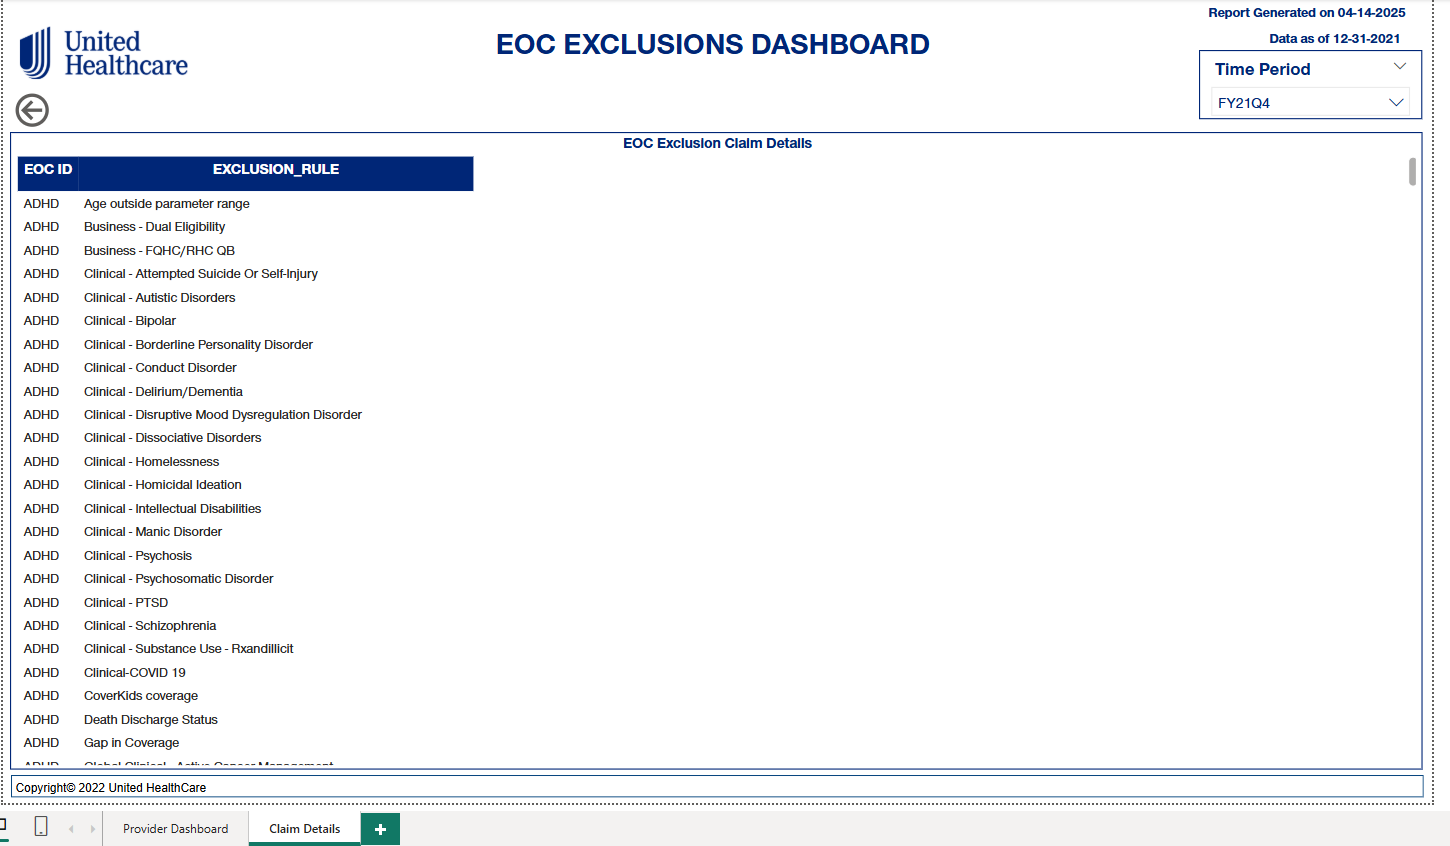 Report Generated on 04-14-2025
United
Healthcare
EOC EXCLUSIONS DASHBOARD
Data as of 12-31-2021
Time Period
FY21Q4
EOC Exclusion Claim Details
EOC ID EXCLUSION_RULE
ADHD Age outside parameter range
ADHD Business - Dual Eligibility
ADHD Business - FQHC/RHC QB
ADHD Clinical - Attempted Suicide Or Self-Injury
ADHD Clinical - Autistic Disorders
ADHD Clinical - Bipolar
ADHD Clinical - Borderline Personality Disorder
ADHD Clinical - Conduct Disorder
ADHD Clinical - Delirium/Dementia
ADHD Clinical - Disruptive Mood Dysregulation Disorder
ADHD Clinical - Dissociative Disorders
ADHD Clinical - Homelessness
ADHD Clinical - Homicidal Ideation
ADHD Clinical - Intellectual Disabilities
ADHD Clinical - Manic Disorder
ADHD Clinical - Psychosis
ADHD Clinical - Psychosomatic Disorder
ADHD Clinical - PTSD
ADHD Clinical - Schizophrenia
ADHD Clinical - Substance Use - Rxandillicit
ADHD Clinical-COVID 19
ADHD CoverKids coverage
ADHD Death Discharge Status
ADHD Gap in Coverage
ADHD Global Clinical - Active Cancer Management
Copyright© 2022 United HealthCare
Provider Dashboard
Claim Details